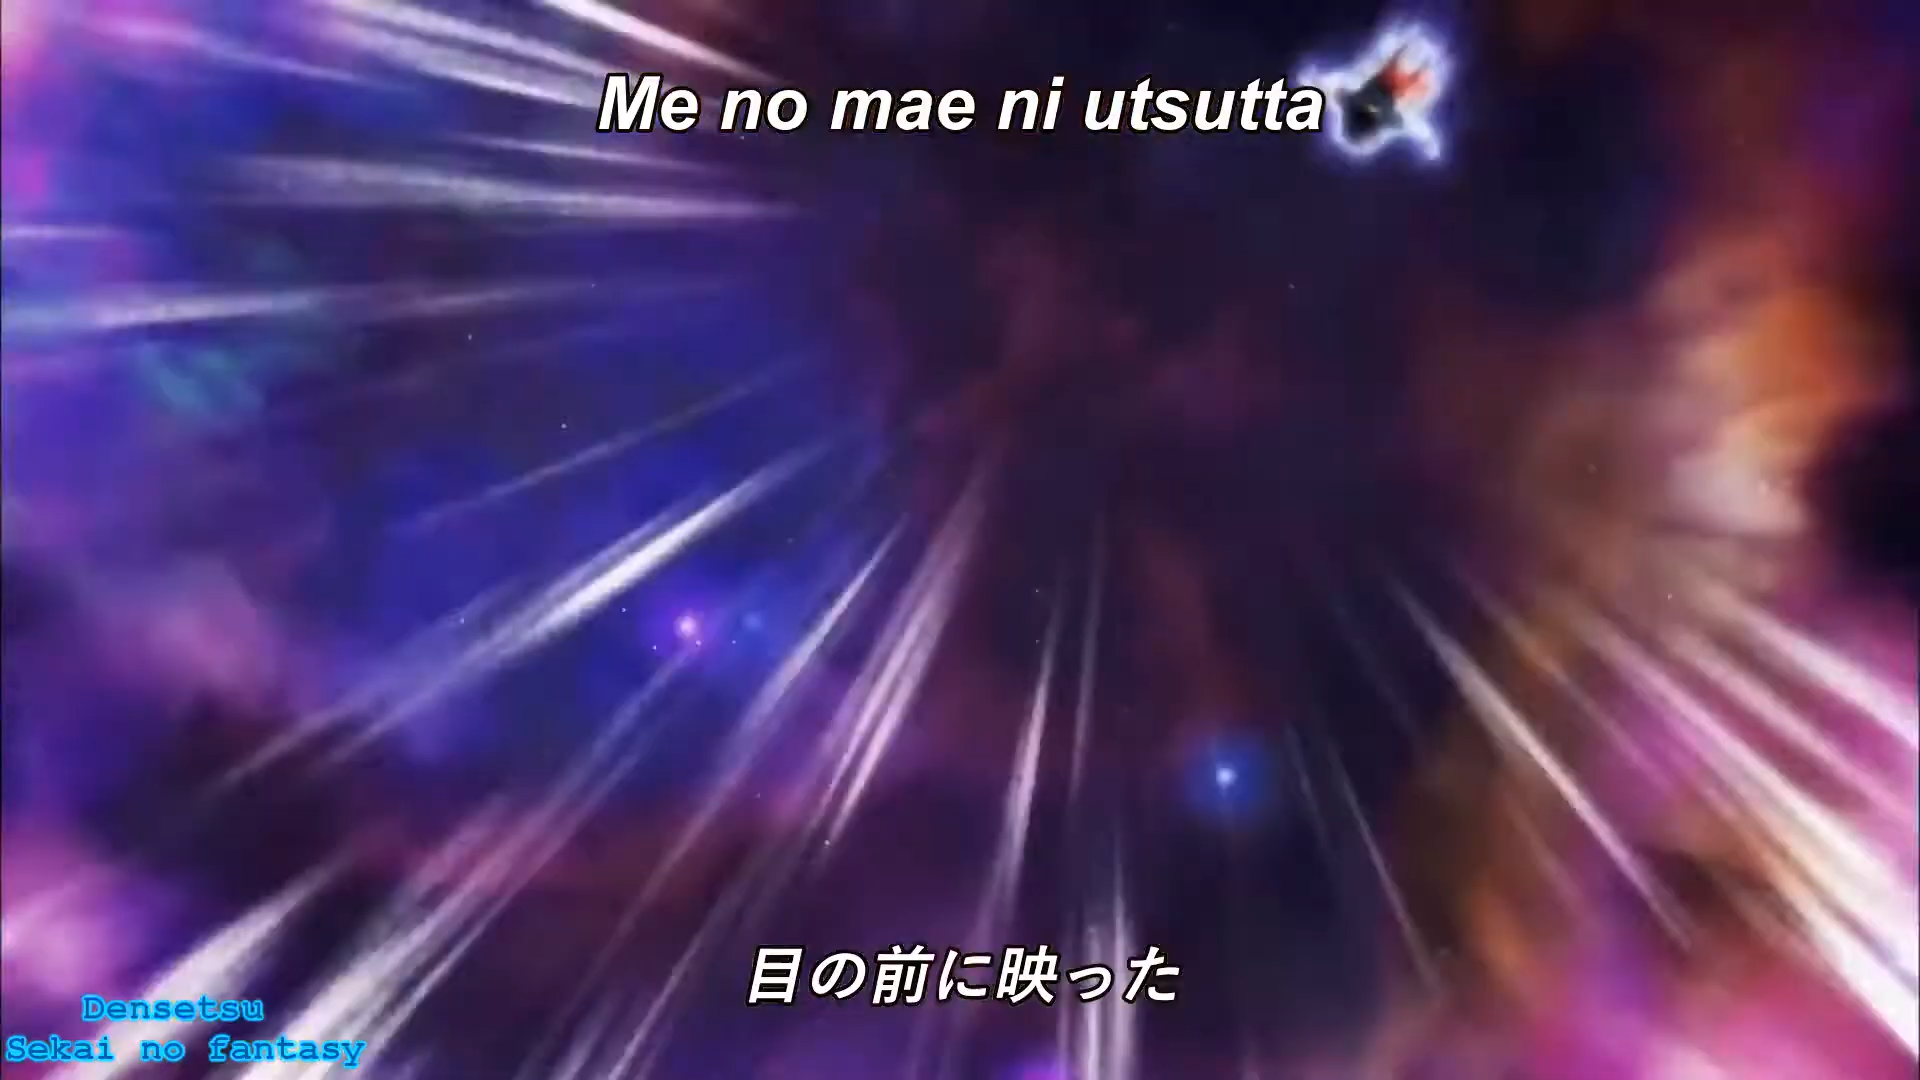 Me no mae ni utsutta
目の前に映った
Densetsu
Sekai no fantasy